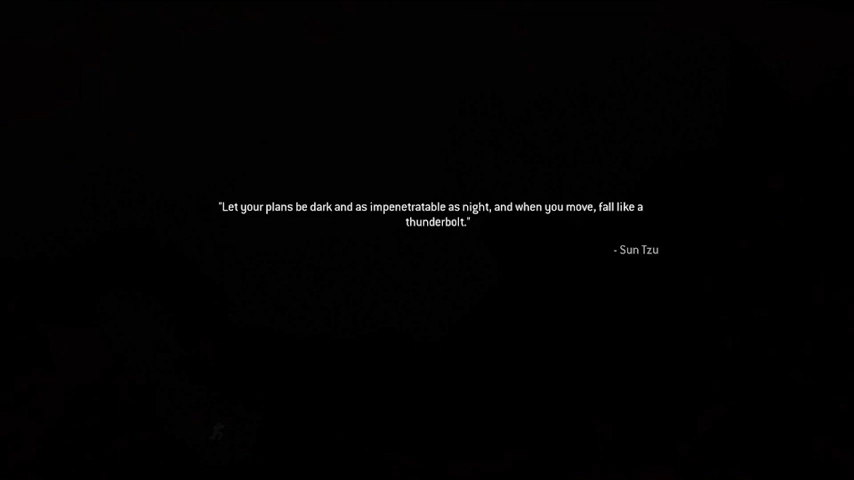 "Let your plans be dark and as impenetratable as night, and when you move, fall like a
thunderbolt."
- Sun Tzu